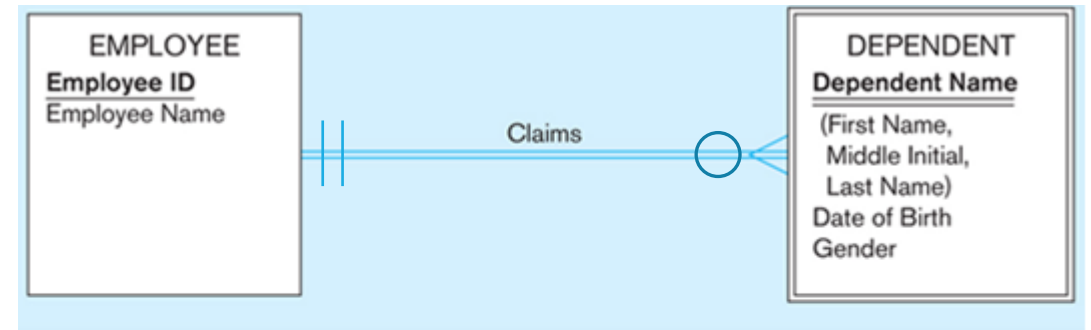 EMPLOYEE
Employee ID
Employee Name
Claims
DEPENDENT
Dependent Name
(First Name,
Middle Initial,
Last Name)
Date of Birth
Gender